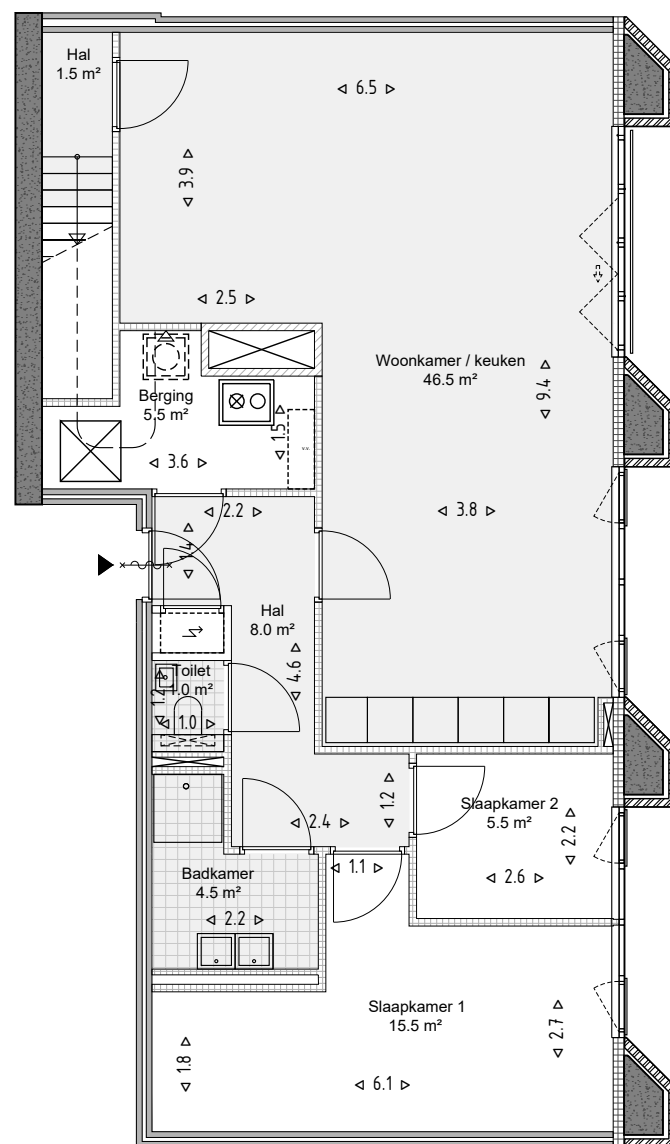 Hal
1.5 m²
6.5
3.9
2.5
Woonkamer / keuken
46.5 m²
9.4
Berging
5.5 m²
1.5
3.6
2.2
3.8
1.4
Hal
8.0 m²
4.6
Toilet
1.0 m²
1.2
1.0
1.2
2.4
Slaapkamer 2
5.5 m²
2.2
2.6
1.1
Badkamer
4.5 m²
2.2
Slaapkamer 1
15.5 m²
2.7
1.8
6.1